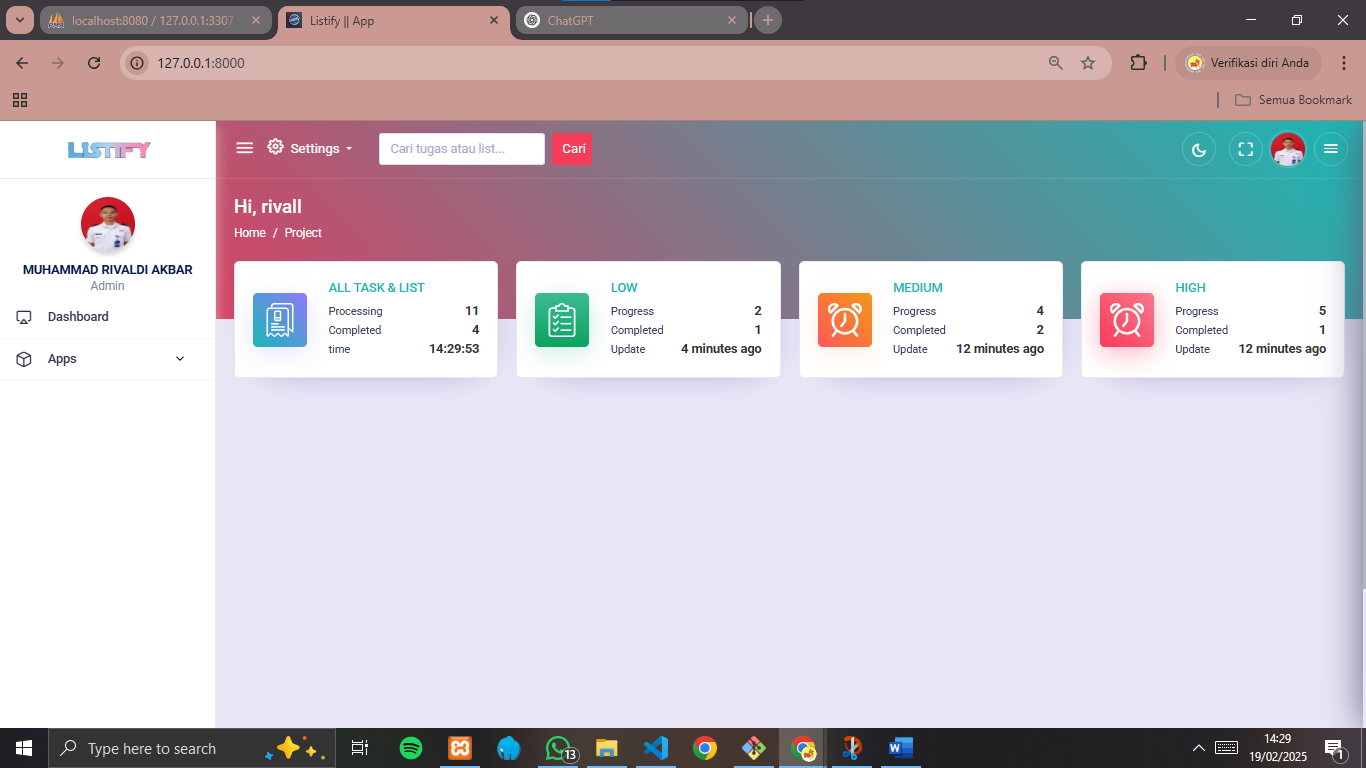 localhost:8080 / 127.0.0.1:3307
Listify || App
ChatGPT
127.0.0.1:8000
Verifikasi diri Anda
Semua Bookmark
LISTIFY
Settings
Cari tugas atau list...
Cari
Hi, rivall
Home / Project
MUHAMMAD RIVALDI AKBAR
Admin
Dashboard
Apps
ALL TASK & LIST
Processing 11
Completed 4
time 14:29:53
LOW
Progress 2
Completed 1
Update 4 minutes ago
MEDIUM
Progress 4
Completed 2
Update 12 minutes ago
HIGH
Progress 5
Completed 1
Update 12 minutes ago
Type here to search
13
14:29
19/02/2025
1